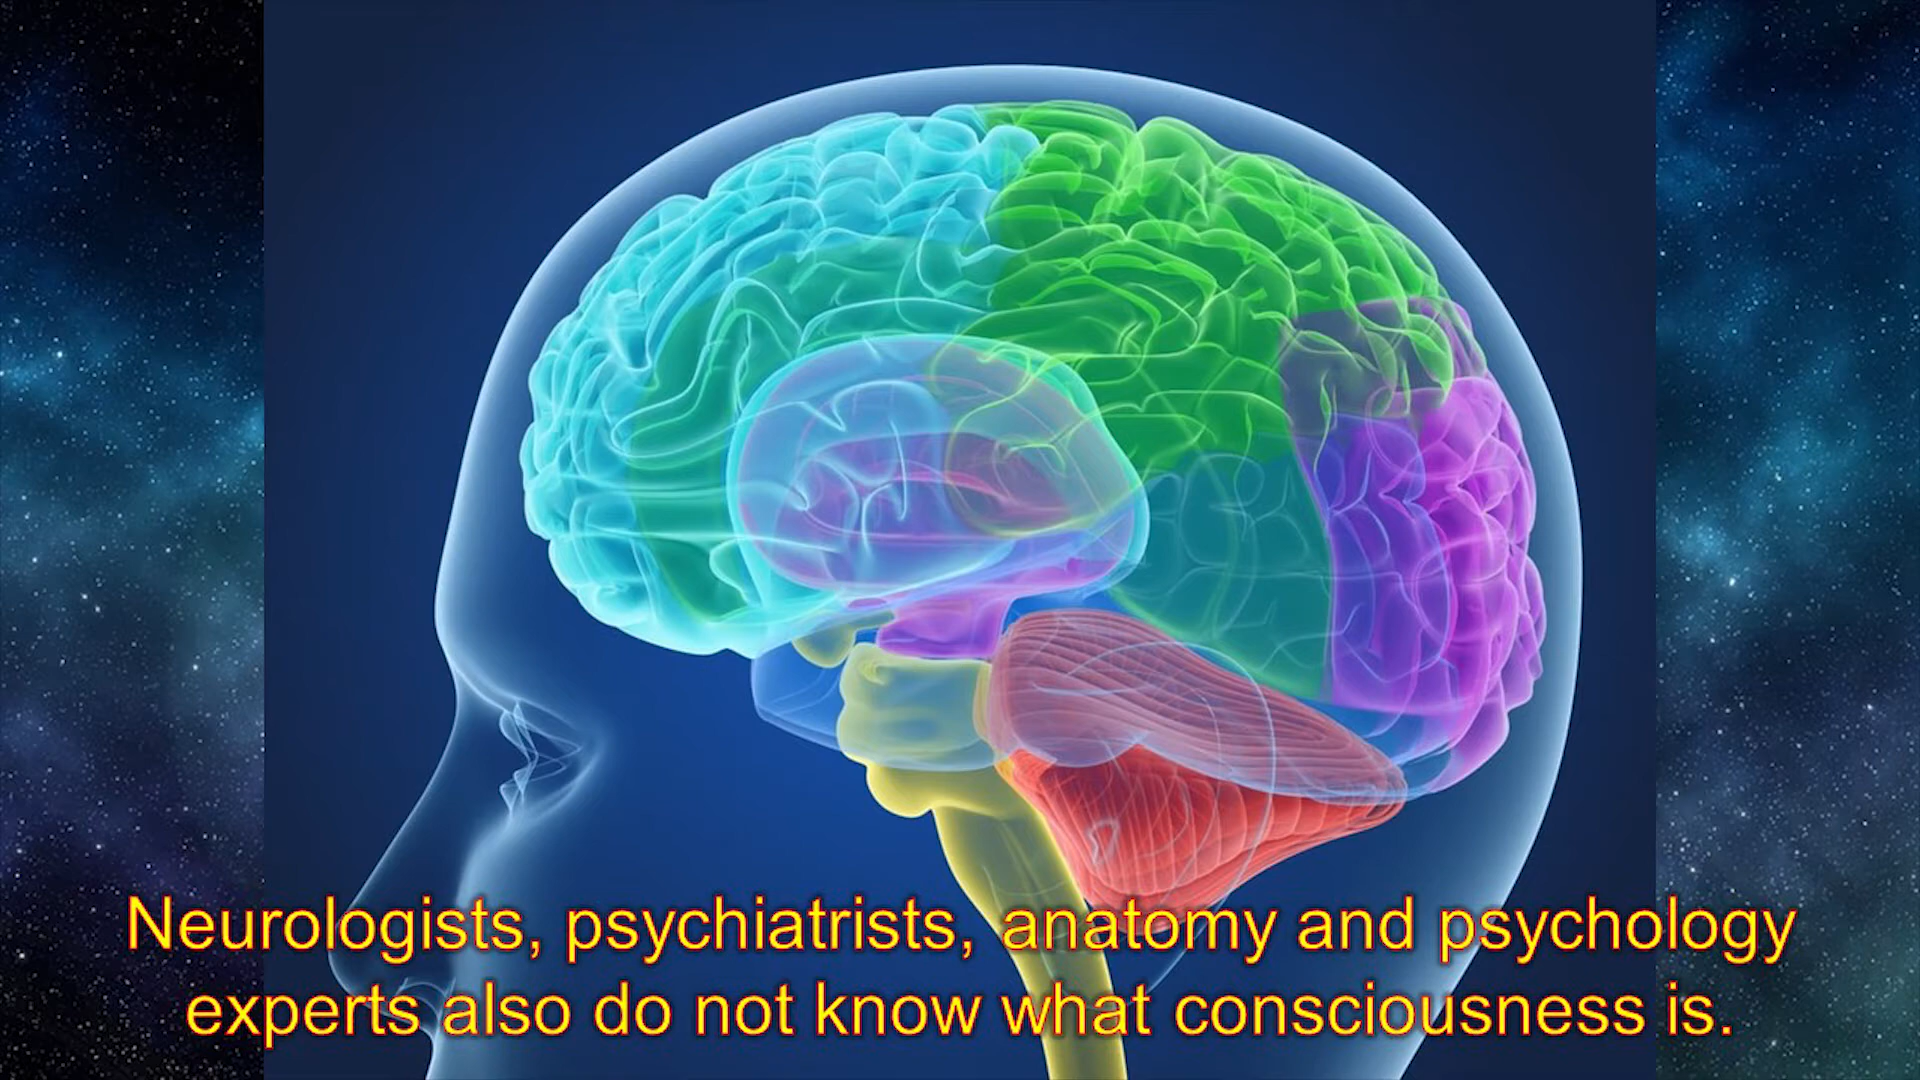 Neurologists, psychiatrists, anatomy and psychology
experts also do not know what consciousness is.